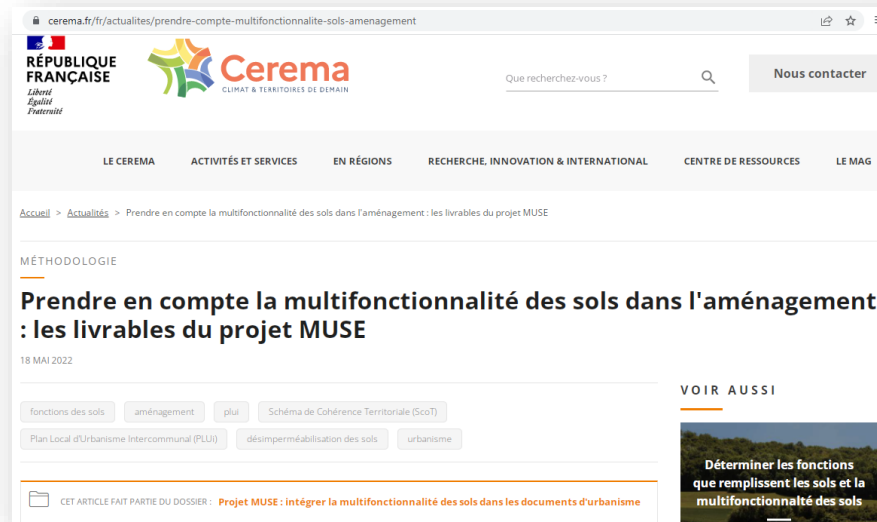 cerema.fr/fr/actualites/prendre-compte-multifonctionnalite-sols-amenagement
RÉPUBLIQUE
FRANÇAISE
Liberté
Égalité
Fraternité
Cerema
CLIMAT & TERRITOIRES DE DEMAIN
Que recherchez-vous ?
Nous contacter
LE CEREMA ACTIVITÉS ET SERVICES EN RÉGIONS RECHERCHE, INNOVATION & INTERNATIONAL CENTRE DE RESSOURCES LE MAG
Accueil > Actualités > Prendre en compte la multifonctionnalité des sols dans l'aménagement : les livrables du projet MUSE
MÉTHODOLOGIE
Prendre en compte la multifonctionnalité des sols dans l'aménagement
: les livrables du projet MUSE
18 MAI 2022
fonctions des sols aménagement plui Schéma de Cohérence Territoriale (ScoT)
Plan Local d'Urbanisme Intercommunal (PLUi) désimperméabilisation des sols urbanisme
CET ARTICLE FAIT PARTIE DU DOSSIER : Projet MUSE : intégrer la multifonctionnalité des sols dans les documents d'urbanisme
VOIR AUSSI
Déterminer les fonctions
que remplissent les sols et la
multifonctionnalté des sols